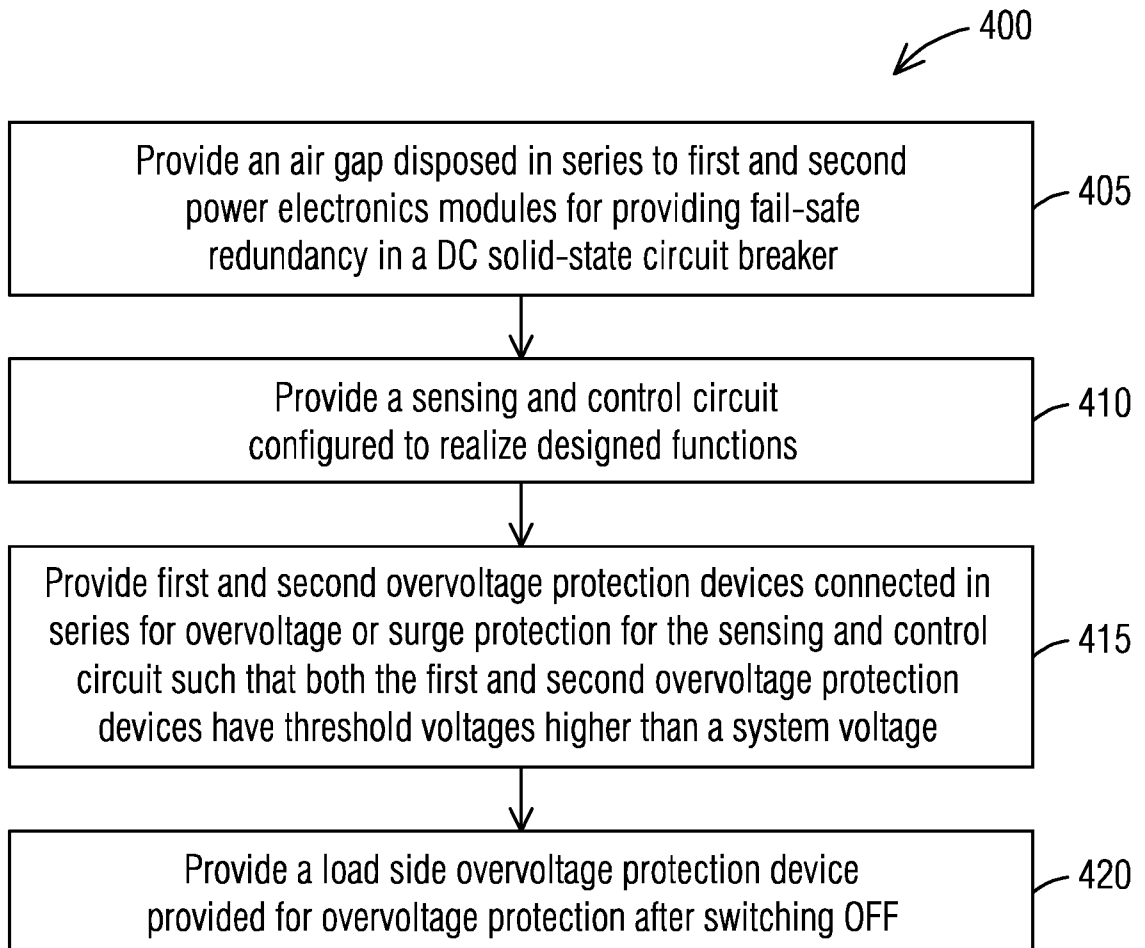 400
Provide an air gap disposed in series to first and second
power electronics modules for providing fail-safe
redundancy in a DC solid-state circuit breaker
405
Provide a sensing and control circuit
configured to realize designed functions
410
Provide first and second overvoltage protection devices connected in
series for overvoltage or surge protection for the sensing and control
circuit such that both the first and second overvoltage protection
devices have threshold voltages higher than a system voltage
415
Provide a load side overvoltage protection device
provided for overvoltage protection after switching OFF
420